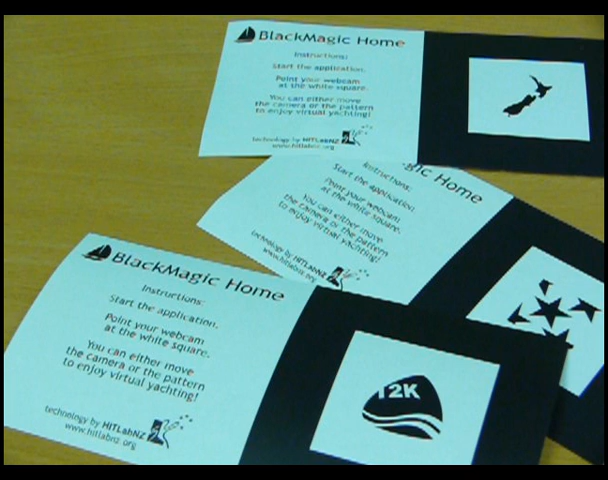 BlackMagic Home
Instructions:
Start the application.
Point your webcam
at the white square.
You can either move
the camera or the pattern
to enjoy virtual yachting!
technology by HITLabNZ
www.hitlabnz.org
ic Home
Instructions:
Start the application.
Point your webcam
at the white square.
You can either move
the camera or the pattern
to enjoy virtual yachting!
technology by HITLabNZ
www.hitlabnz.org
BlackMagic Home
Instructions:
Start the application.
Point your webcam
at the white square.
You can either move
the camera or the pattern
to enjoy virtual yachting!
technology by HITLabNZ
www.hitlabnz.org
12K